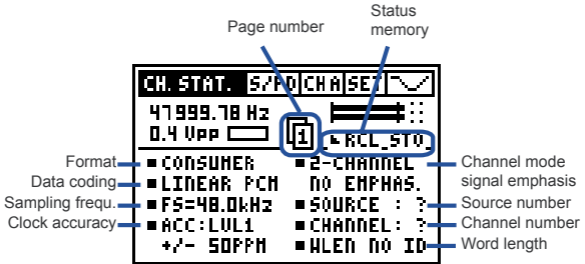 Page number
Status
memory
CH. STAT. S/PD CH A SET
47999.78 Hz
0.4 Vpp
1
RCL_STO
Format
CONSUMER
2-CHANNEL
Channel mode
Data coding
LINEAR PCM
NO EMPHAS.
signal emphasis
Sampling frequ.
FS=48.0kHz
SOURCE : ?
Source number
Clock accuracy
ACC:LVL1
CHANNEL: ?
Channel number
+/- 50PPM
WLEN NO ID
Word length